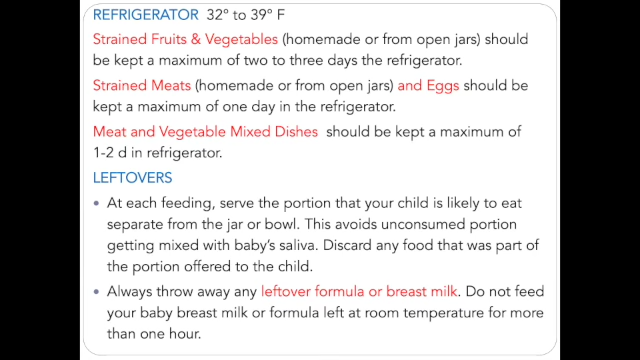 REFRIGERATOR 32° to 39° F
Strained Fruits & Vegetables (homemade or from open jars) should
be kept a maximum of two to three days the refrigerator.
Strained Meats (homemade or from open jars) and Eggs should be
kept a maximum of one day in the refrigerator.
Meat and Vegetable Mixed Dishes should be kept a maximum of
1-2 d in refrigerator.
LEFTOVERS
• At each feeding, serve the portion that your child is likely to eat
separate from the jar or bowl. This avoids unconsumed portion
getting mixed with baby's saliva. Discard any food that was part of
the portion offered to the child.
• Always throw away any leftover formula or breast milk. Do not feed
your baby breast milk or formula left at room temperature for more
than one hour.